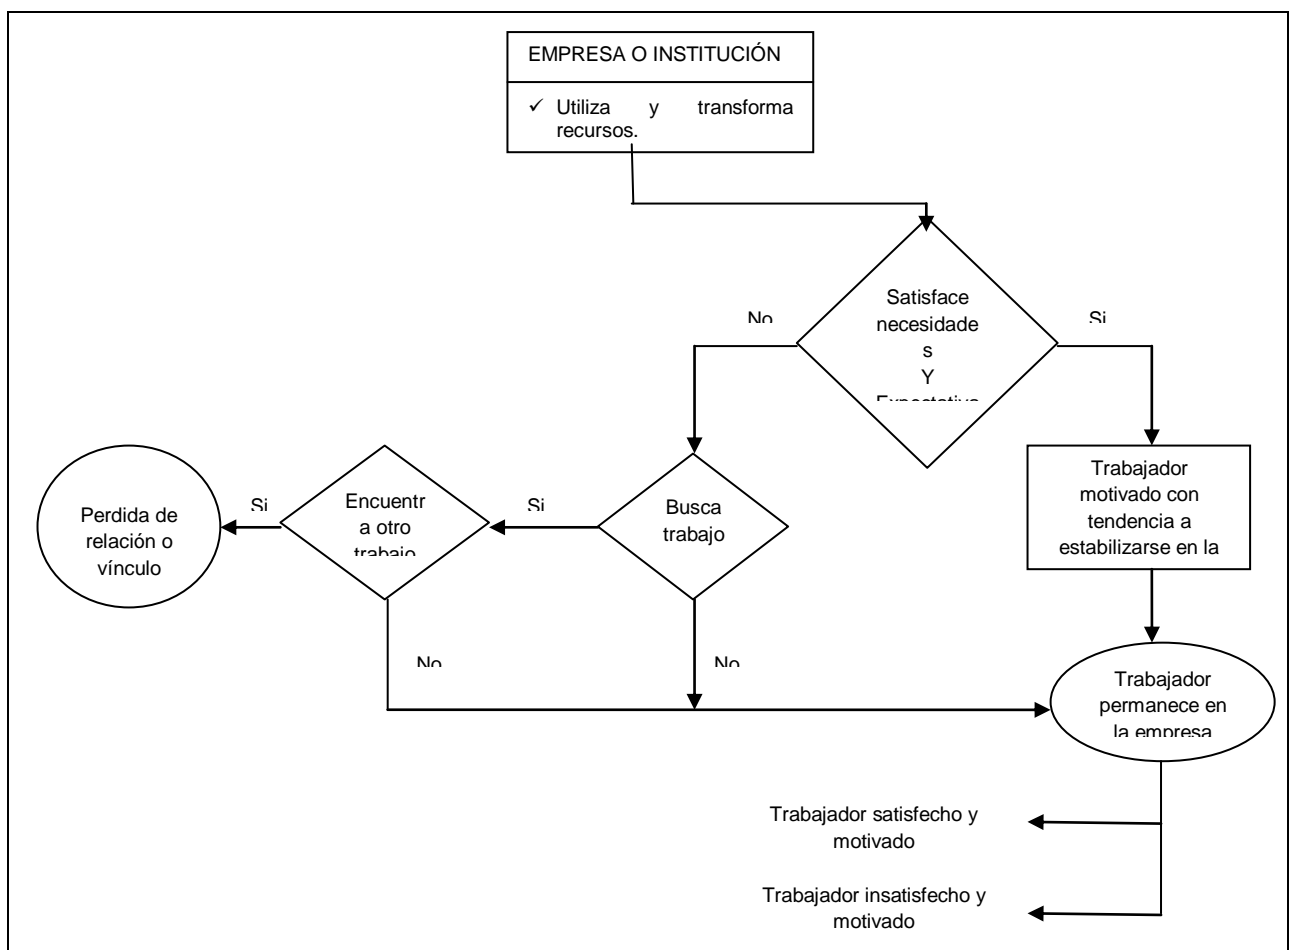 EMPRESA O INSTITUCIÓN
✓ Utiliza y transforma
recursos.
Satisface
necesidade
s
Y
Expectativa
No
Si
Trabajador
motivado con
tendencia a
estabilizarse en la
Encuentr
a otro
trabajo
Si
Busca
trabajo
Si
Perdida de
relación o
vínculo
No
No
Trabajador
permanece en
la empresa
Trabajador satisfecho y
motivado
Trabajador insatisfecho y
motivado